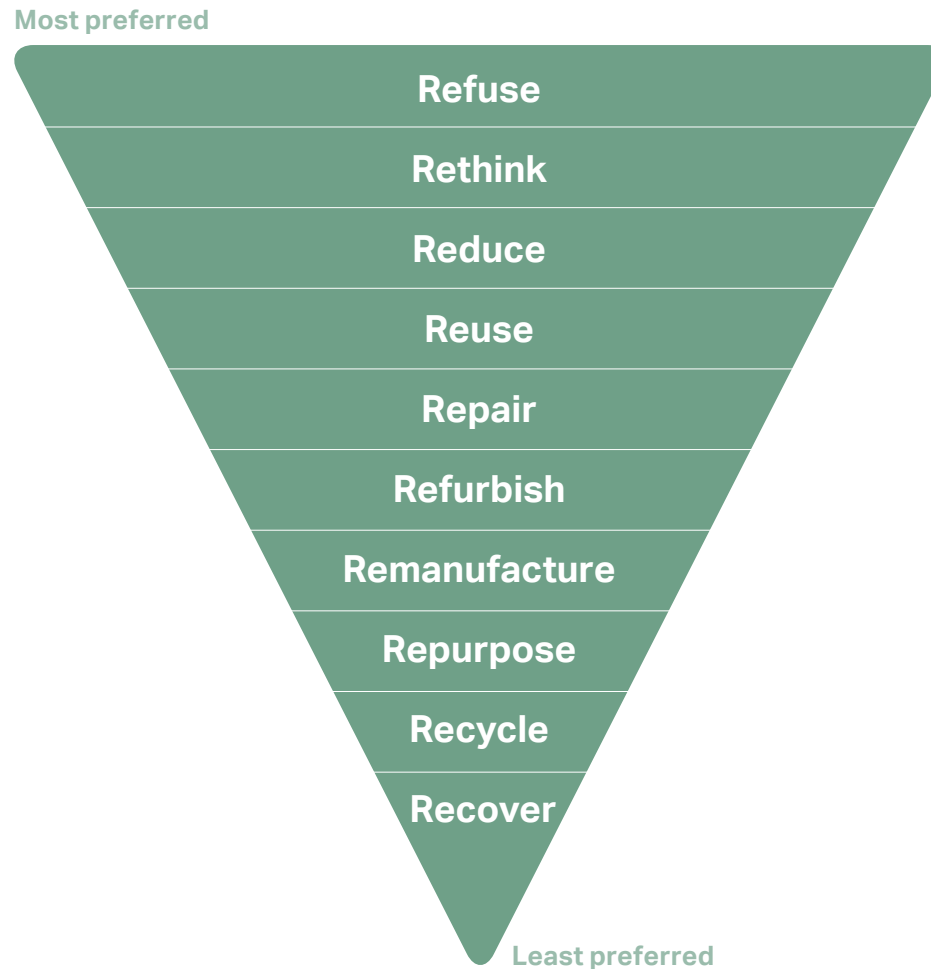 Most preferred
Refuse
Rethink
Reduce
Reuse
Repair
Refurbish
Remanufacture
Repurpose
Recycle
Recover
Least preferred